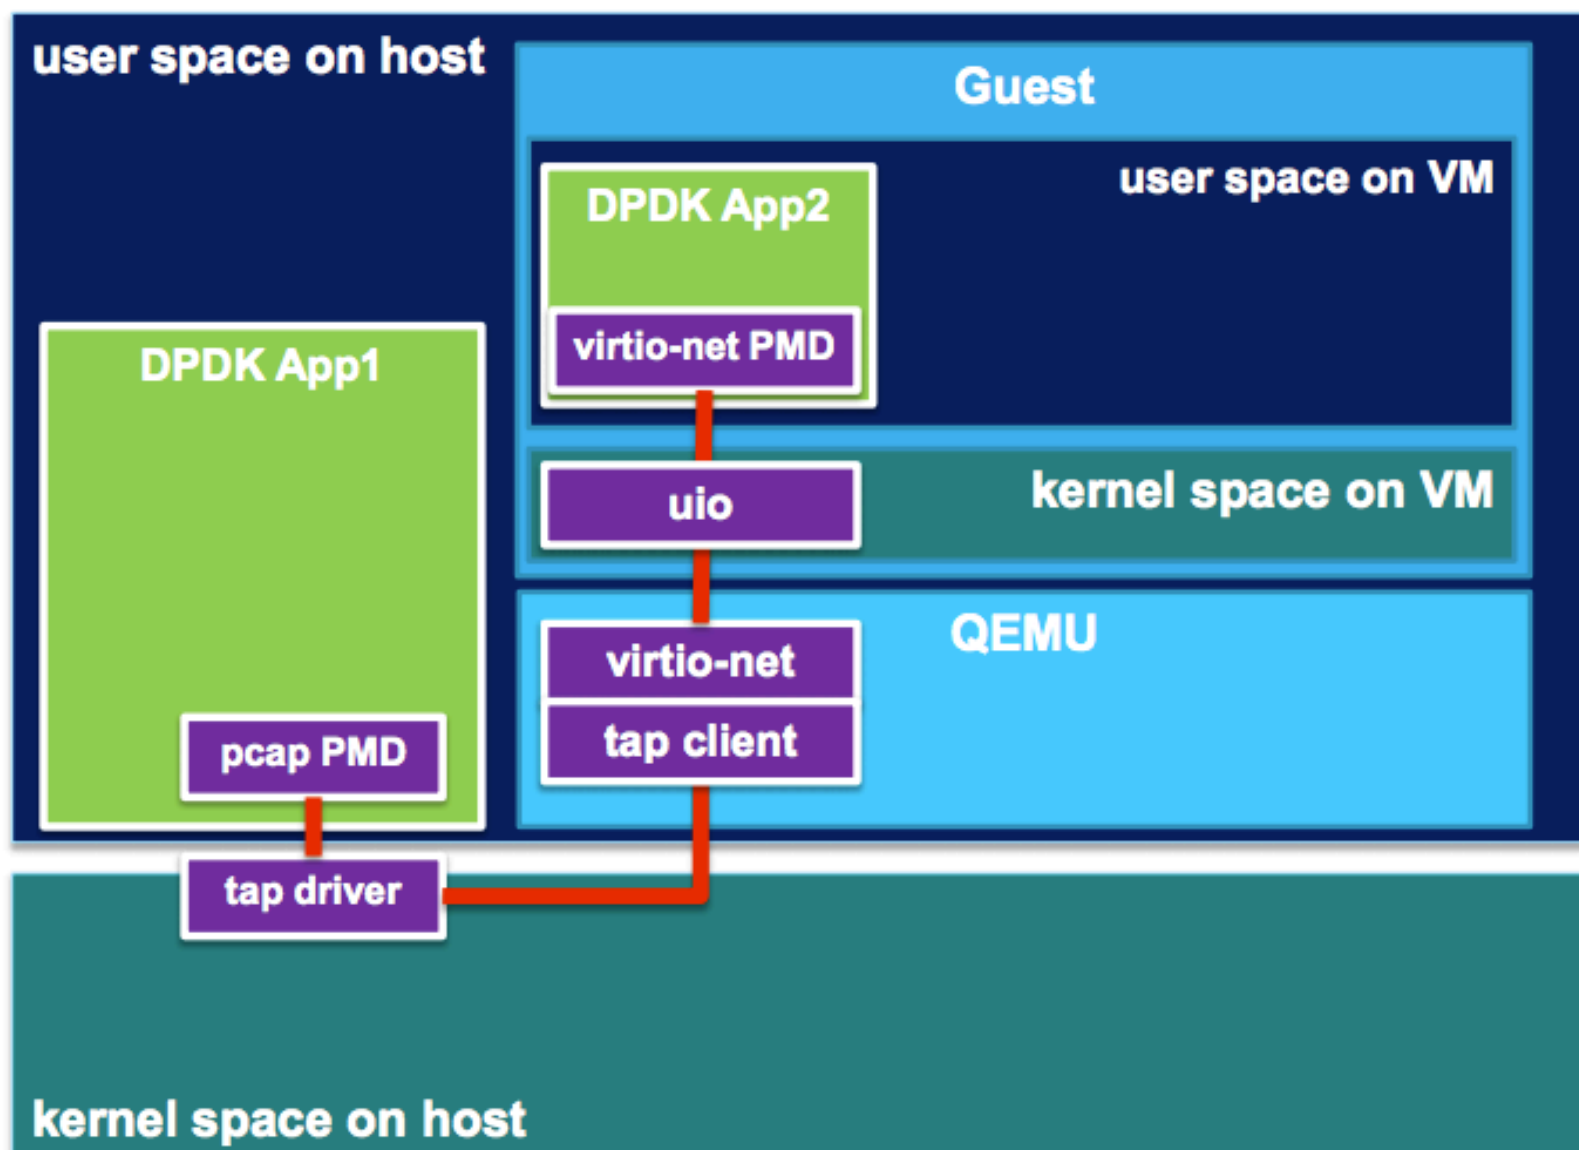 user space on host
Guest
user space on VM
DPDK App2
virtio-net PMD
DPDK App1
kernel space on VM
uio
QEMU
virtio-net
tap client
pcap PMD
tap driver
kernel space on host